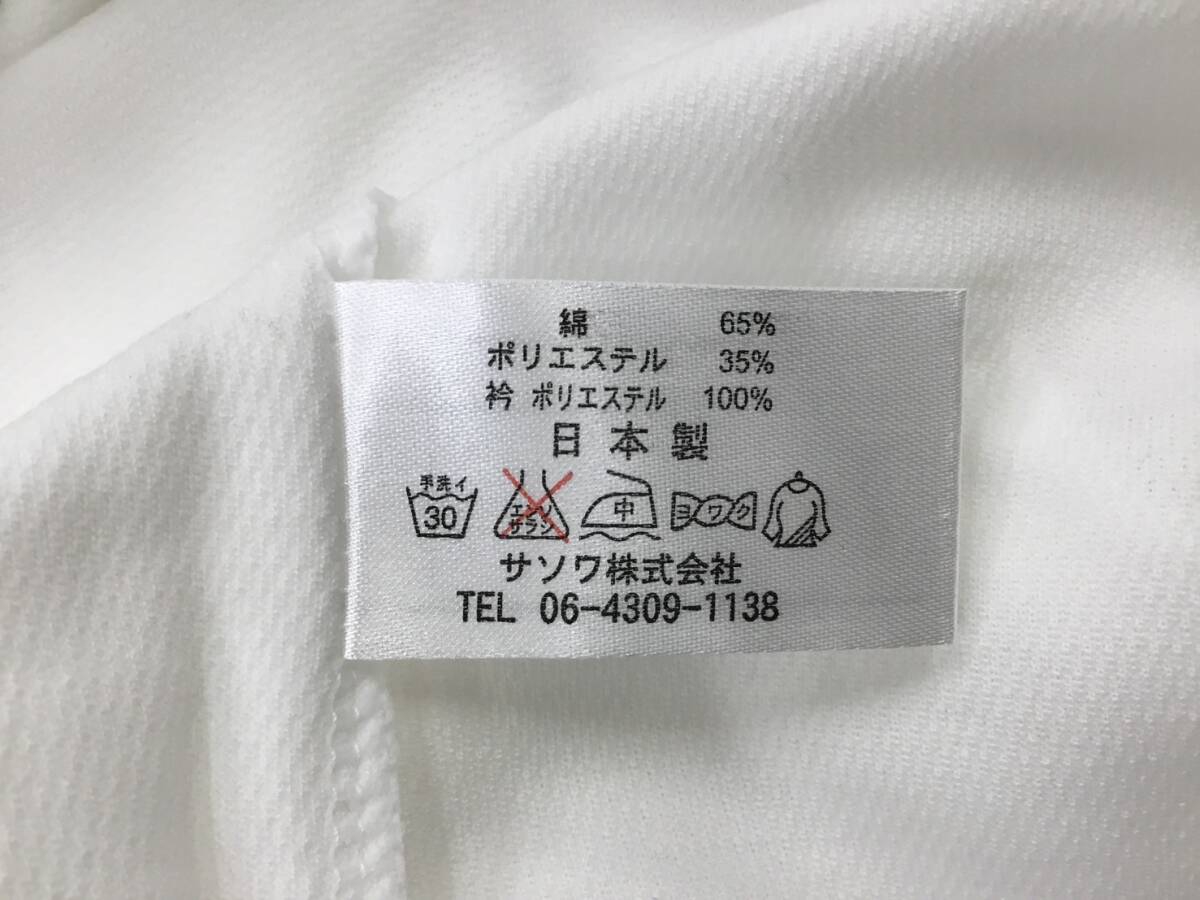 綿 65%
ポリエステル 35%
衿 ポリエステル 100%
日本製
手洗イ
30
エンソ
サラシ
中
ヨワク
サソワ株式会社
TEL 06-4309-1138